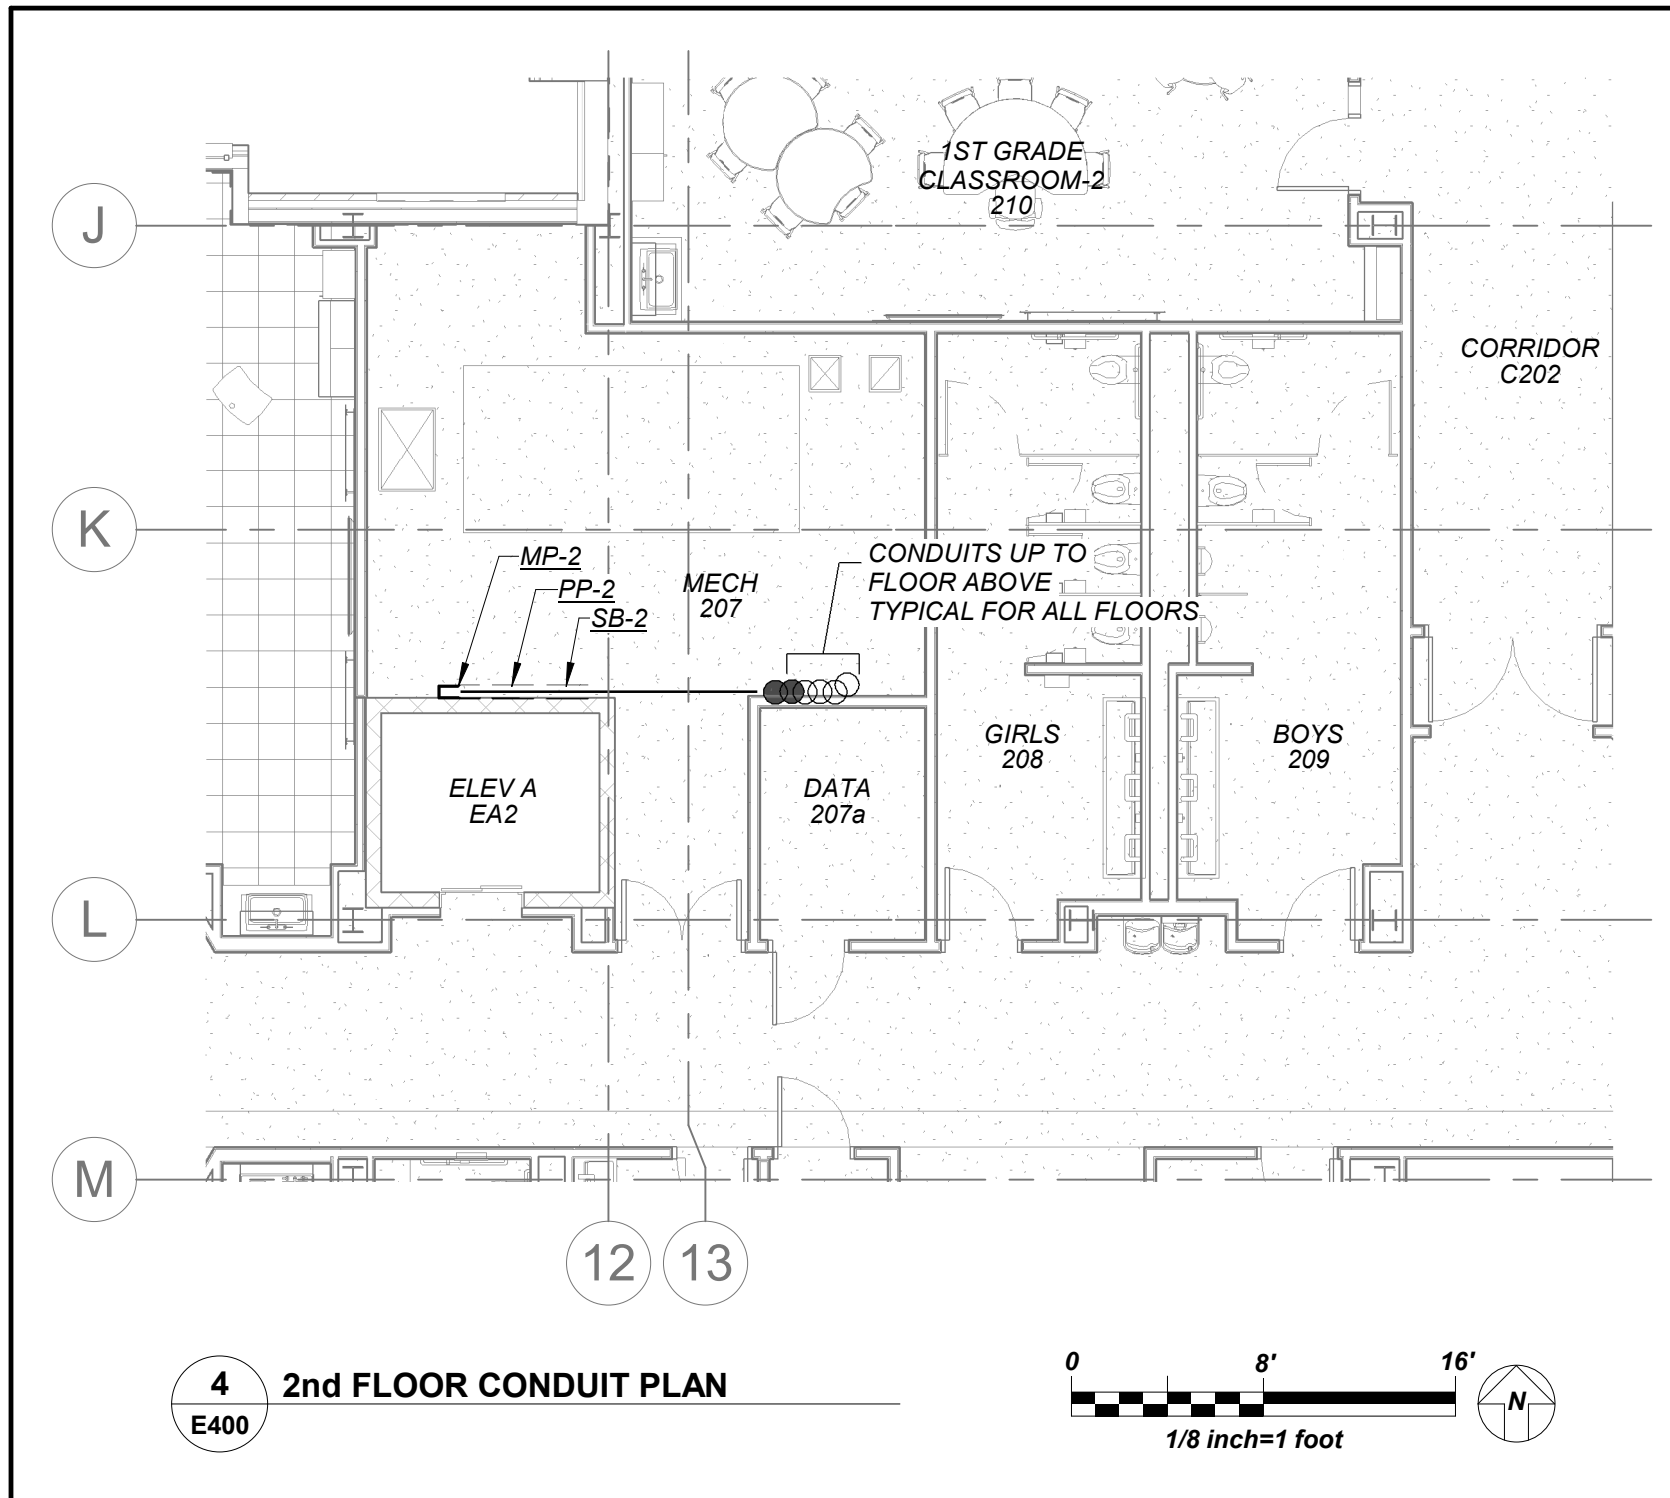 1ST GRADE
CLASSROOM-2
210
J
CORRIDOR
C202
K
MP-2
PP-2
SB-2
MECH
207
CONDUITS UP TO
FLOOR ABOVE
TYPICAL FOR ALL FLOORS
ELEV A
EA2
DATA
207a
GIRLS
208
BOYS
209
L
M
12
13
4
E400
2nd FLOOR CONDUIT PLAN
0 8' 16'
1/8 inch=1 foot
N